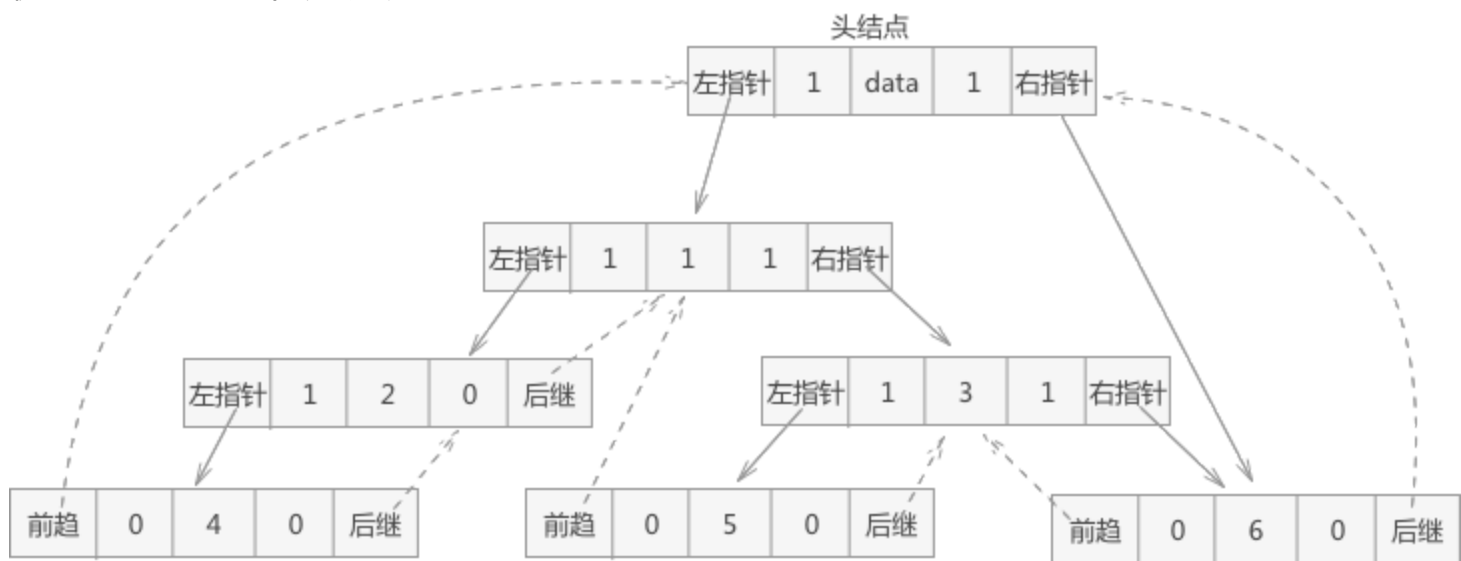 头结点
左指针 1 data 1 右指针
左指针 1 1 1 右指针
左指针 1 2 0 后继
左指针 1 3 1 右指针
前趋 0 4 0 后继
前趋 0 5 0 后继
前趋 0 6 0 后继